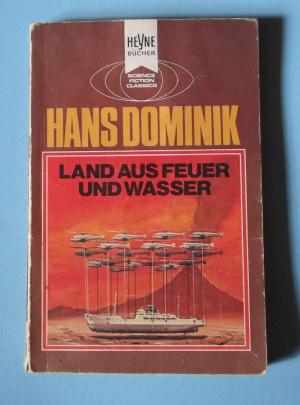 HEYNE
BÜCHER
SCIENCE
FICTION
CLASSICS
HANS DOMINIK
LAND AUS FEUER
UND WASSER